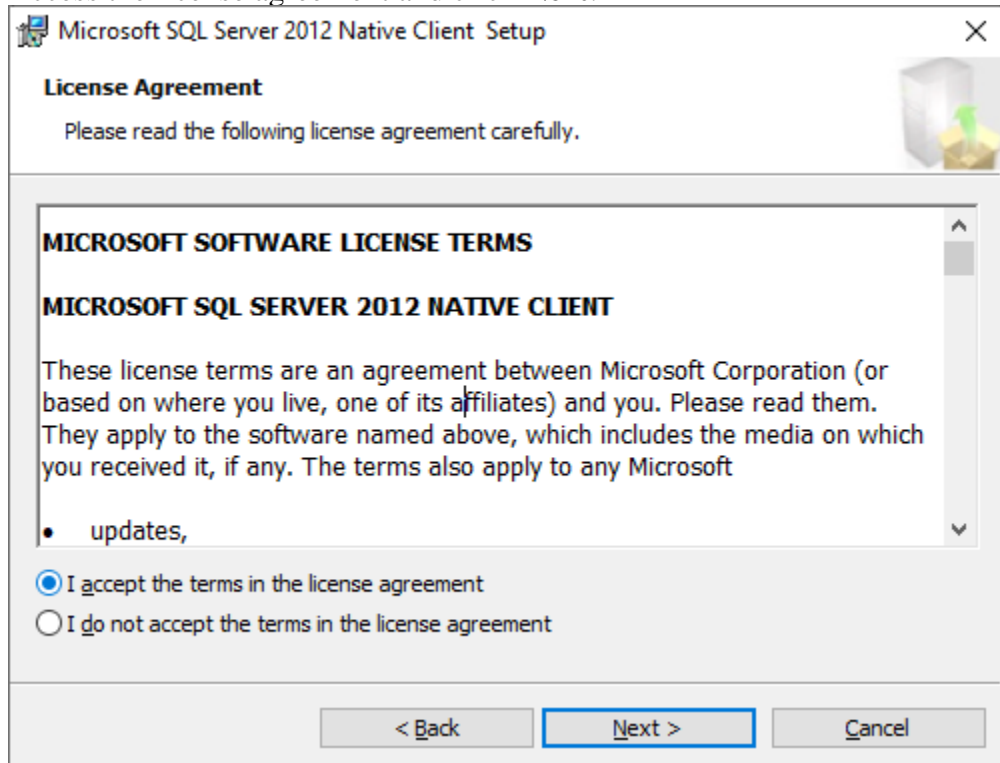 Microsoft SQL Server 2012 Native Client Setup
License Agreement
Please read the following license agreement carefully.
MICROSOFT SOFTWARE LICENSE TERMS
MICROSOFT SQL SERVER 2012 NATIVE CLIENT
These license terms are an agreement between Microsoft Corporation (or
based on where you live, one of its affiliates) and you. Please read them.
They apply to the software named above, which includes the media on which
you received it, if any. The terms also apply to any Microsoft
• updates,
I accept the terms in the license agreement
I do not accept the terms in the license agreement
< Back Next > Cancel